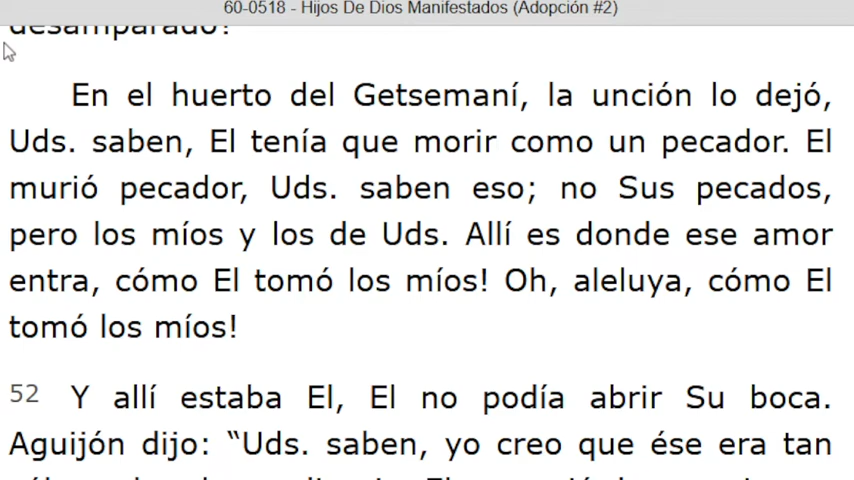 60-0518 - Hijos De Dios Manifestados (Adopción #2)
desamparado?
En el huerto del Getsemaní, la unción lo dejó,
Uds. saben, El tenía que morir como un pecador. El
murió pecador, Uds. saben eso; no Sus pecados,
pero los míos y los de Uds. Allí es donde ese amor
entra, cómo El tomó los míos! Oh, aleluya, cómo El
tomó los míos!
52 Y allí estaba El, El no podía abrir Su boca.
Aguijón dijo: “Uds. saben, yo creo que ése era tan